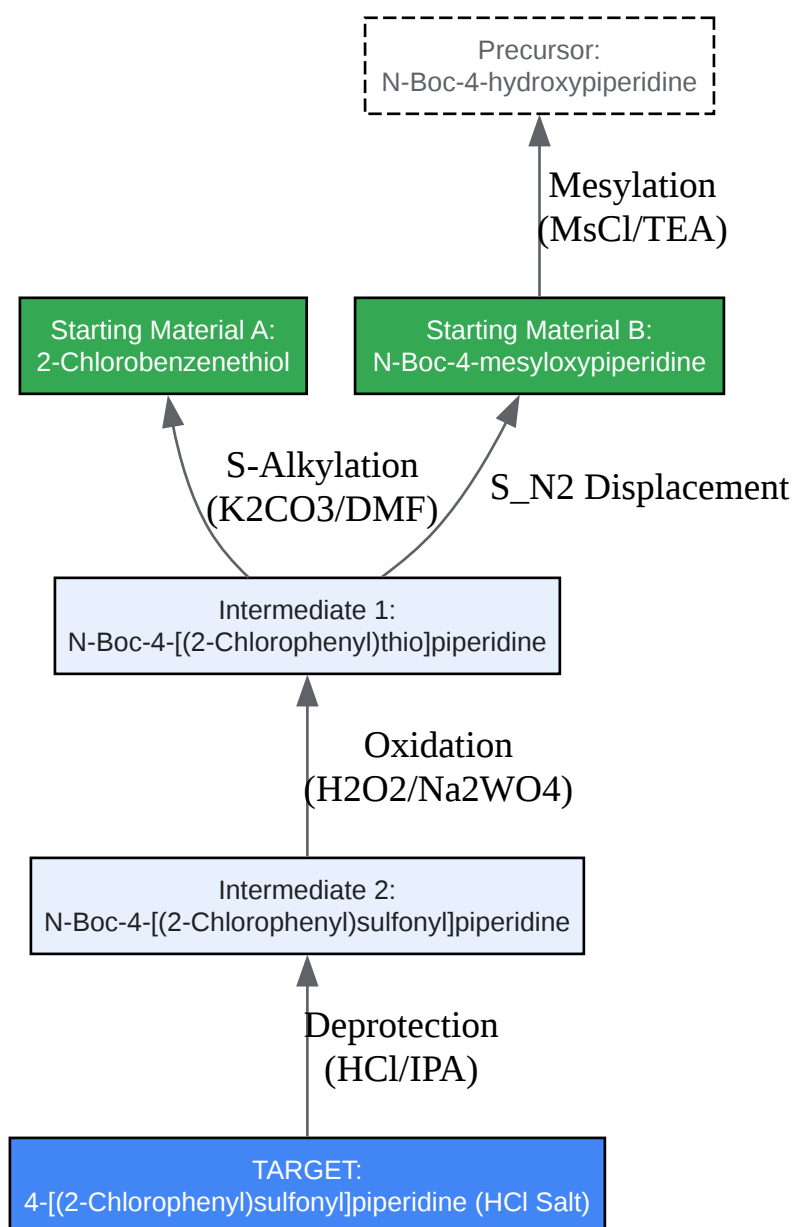 Precursor:
N-Boc-4-hydroxypiperidine
Mesylation
(MsCl/TEA)
Starting Material A:
2-Chlorobenzenethiol
Starting Material B:
N-Boc-4-mesyloxypiperidine
S-Alkylation
(K2CO3/DMF)
S_N2 Displacement
Intermediate 1:
N-Boc-4-[(2-Chlorophenyl)thio]piperidine
Oxidation
(H2O2/Na2WO4)
Intermediate 2:
N-Boc-4-[(2-Chlorophenyl)sulfonyl]piperidine
Deprotection
(HCl/IPA)
TARGET:
4-[(2-Chlorophenyl)sulfonyl]piperidine (HCl Salt)